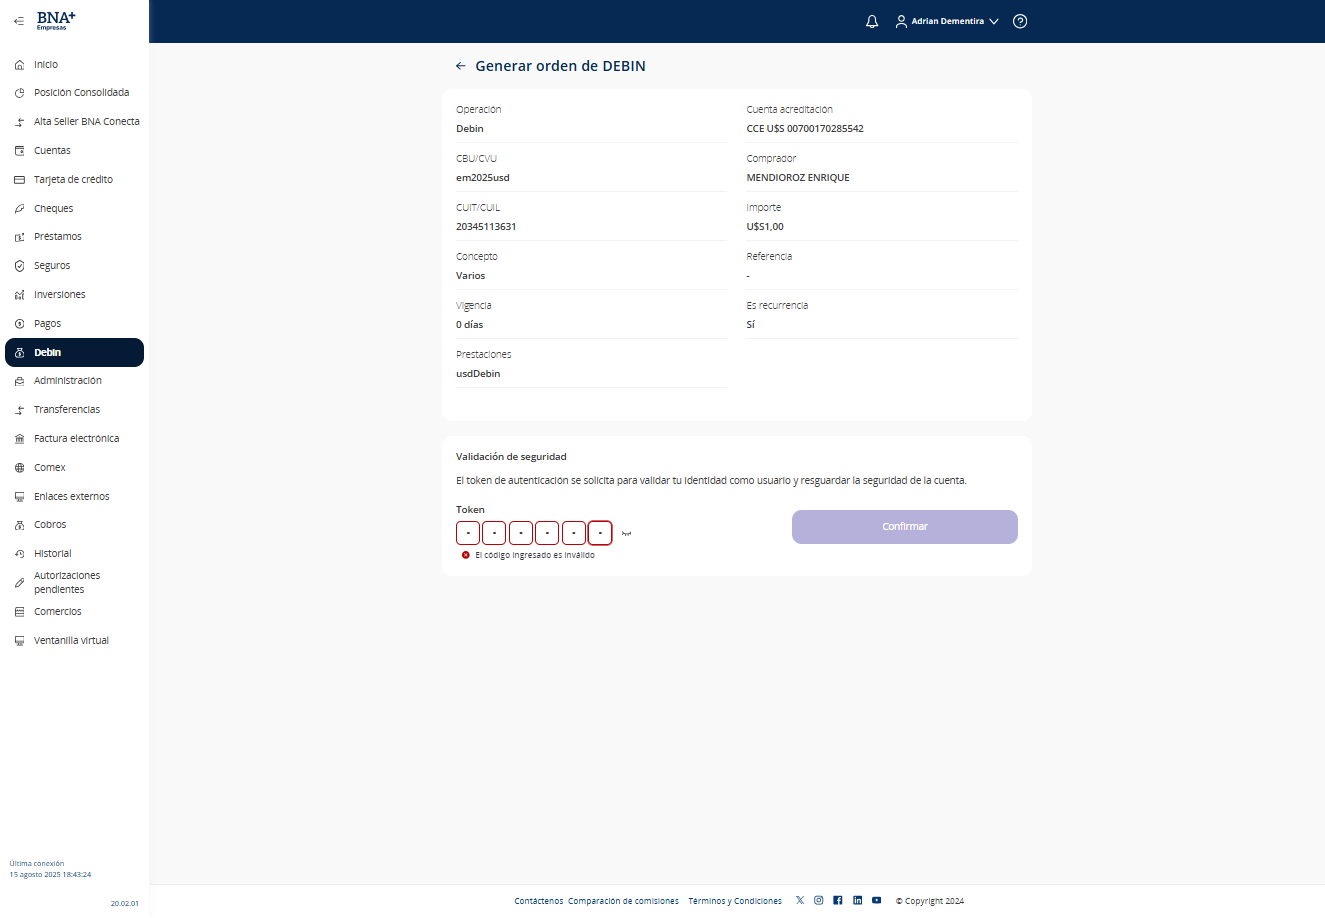 BNA+
Empresas
Adrian Dementira
Inicio
Posición Consolidada
Alta Seller BNA Conecta
Cuentas
Tarjeta de crédito
Cheques
Préstamos
Seguros
Inversiones
Pagos
Debin
Administración
Transferencias
Factura electrónica
Comex
Enlaces externos
Cobros
Historial
Autorizaciones
pendientes
Comercios
Ventanilla virtual
Última conexión
15 agosto 2025 18:43:24
20.02.01
Generar orden de DEBIN
Operación
Debin
Cuenta acreditación
CCE U$S 00700170285542
CBU/CVU
em2025usd
Comprador
MENDIOROZ ENRIQUE
CUIT/CUIL
20345113631
Importe
U$S1,00
Concepto
Varios
Referencia
-
Vigencia
0 días
Es recurrencia
Sí
Prestaciones
usdDebin
Validación de seguridad
El token de autenticación se solicita para validar tu identidad como usuario y resguardar la seguridad de la cuenta.
Token
Confirmar
El código ingresado es inválido
Contáctenos Comparación de comisiones Términos y Condiciones © Copyright 2024